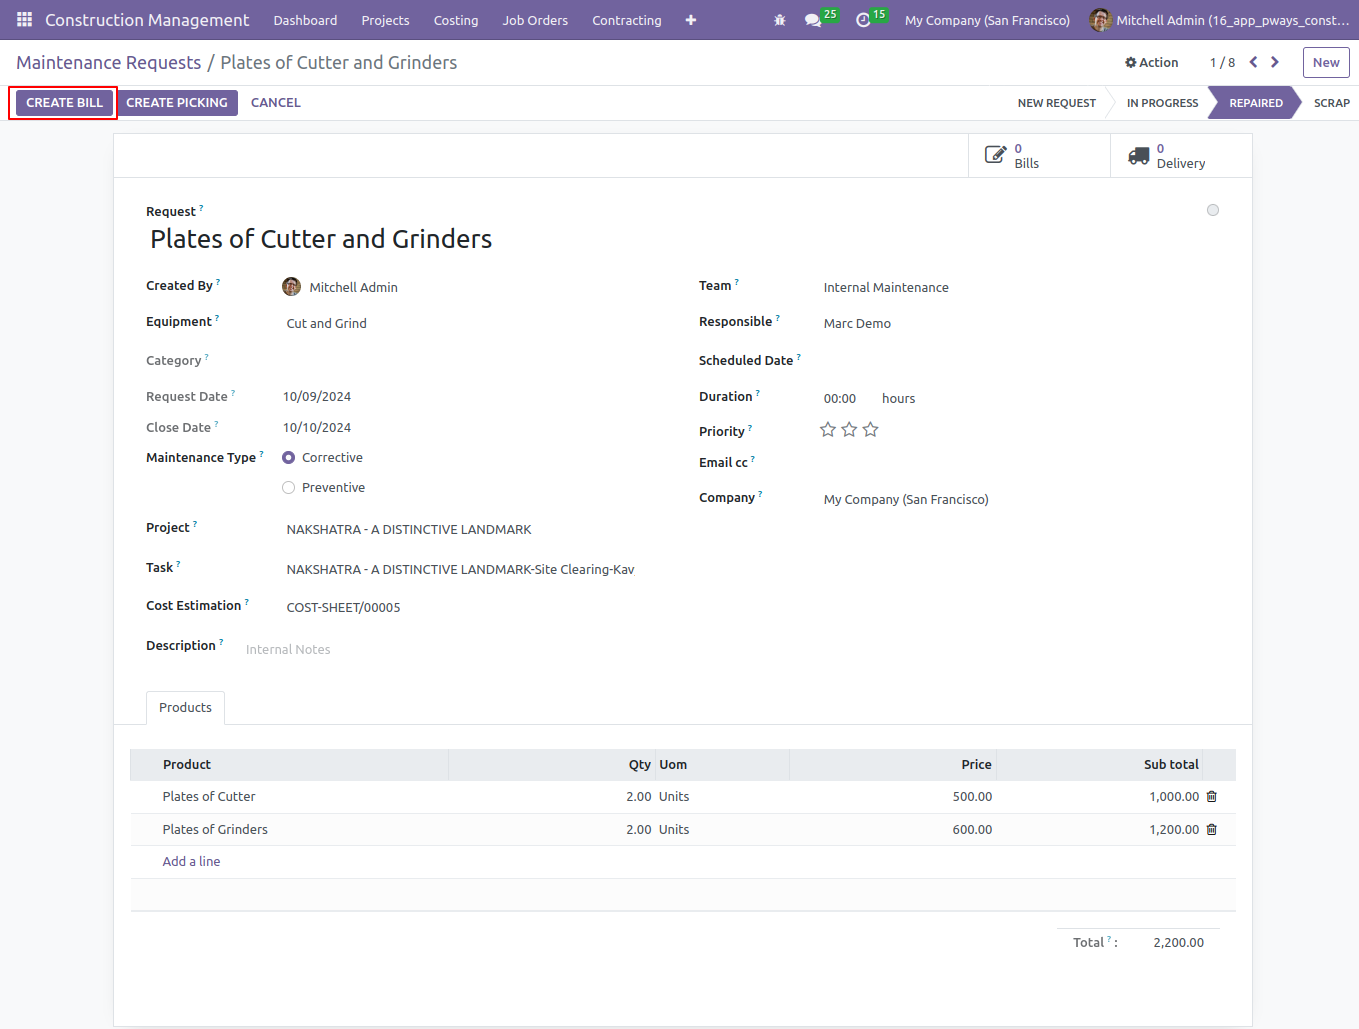 Construction Management Dashboard Projects Costing Job Orders Contracting + 25 15 My Company (San Francisco) Mitchell Admin (16_app_pways_const...
Maintenance Requests / Plates of Cutter and Grinders Action 1 / 8 New
CREATE BILL CREATE PICKING CANCEL NEW REQUEST IN PROGRESS REPAIRED SCRAP
0 Bills 0 Delivery
Request ?
Plates of Cutter and Grinders
Created By ? Mitchell Admin Team ? Internal Maintenance
Equipment ? Cut and Grind Responsible ? Marc Demo
Category ? Scheduled Date ?
Request Date ? 10/09/2024 Duration ? 00:00 hours
Close Date ? 10/10/2024 Priority ?
Maintenance Type ? Corrective Email cc ?
Preventive Company ? My Company (San Francisco)
Project ? NAKSHATRA - A DISTINCTIVE LANDMARK
Task ? NAKSHATRA - A DISTINCTIVE LANDMARK-Site Clearing-Kav
Cost Estimation ? COST-SHEET/00005
Description ? Internal Notes
Products
Product Qty Uom Price Sub total
Plates of Cutter 2.00 Units 500.00 1,000.00
Plates of Grinders 2.00 Units 600.00 1,200.00
Add a line
Total ? : 2,200.00